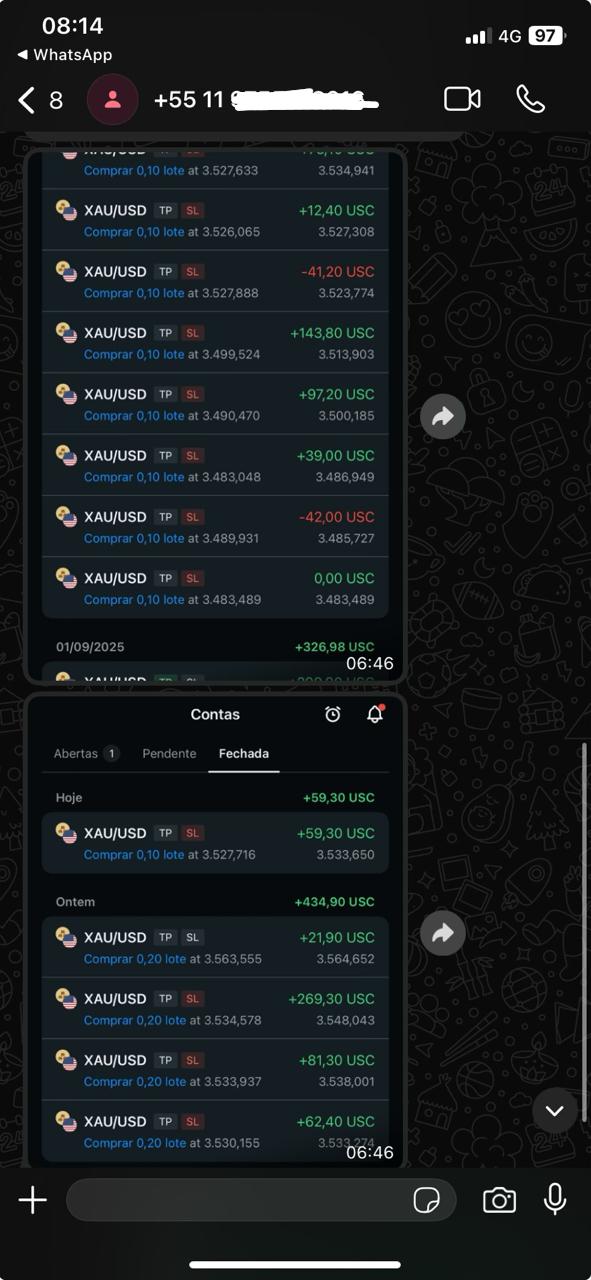 08:14
4G 97
WhatsApp
8 +55 11
Comprar 0,10 lote at 3.527,633 3.534,941
XAU/USD TP SL +12,40 USC
Comprar 0,10 lote at 3.526,065 3.527,308
XAU/USD TP SL -41,20 USC
Comprar 0,10 lote at 3.527,888 3.523,774
XAU/USD TP SL +143,80 USC
Comprar 0,10 lote at 3.499,524 3.513,903
XAU/USD TP SL +97,20 USC
Comprar 0,10 lote at 3.490,470 3.500,185
XAU/USD TP SL +39,00 USC
Comprar 0,10 lote at 3.483,048 3.486,949
XAU/USD TP SL -42,00 USC
Comprar 0,10 lote at 3.489,931 3.485,727
XAU/USD TP SL 0,00 USC
Comprar 0,10 lote at 3.483,489 3.483,489
01/09/2025 +326,98 USC
06:46
XAU/USD TP SL
Contas
Abertas 1 Pendente Fechada
Hoje +59,30 USC
XAU/USD TP SL +59,30 USC
Comprar 0,10 lote at 3.527,716 3.533,650
Ontem +434,90 USC
XAU/USD TP SL +21,90 USC
Comprar 0,20 lote at 3.563,555 3.564,652
XAU/USD TP SL +269,30 USC
Comprar 0,20 lote at 3.534,578 3.548,043
XAU/USD TP SL +81,30 USC
Comprar 0,20 lote at 3.533,937 3.538,001
XAU/USD TP SL +62,40 USC
Comprar 0,20 lote at 3.530,155 3.533,274
06:46